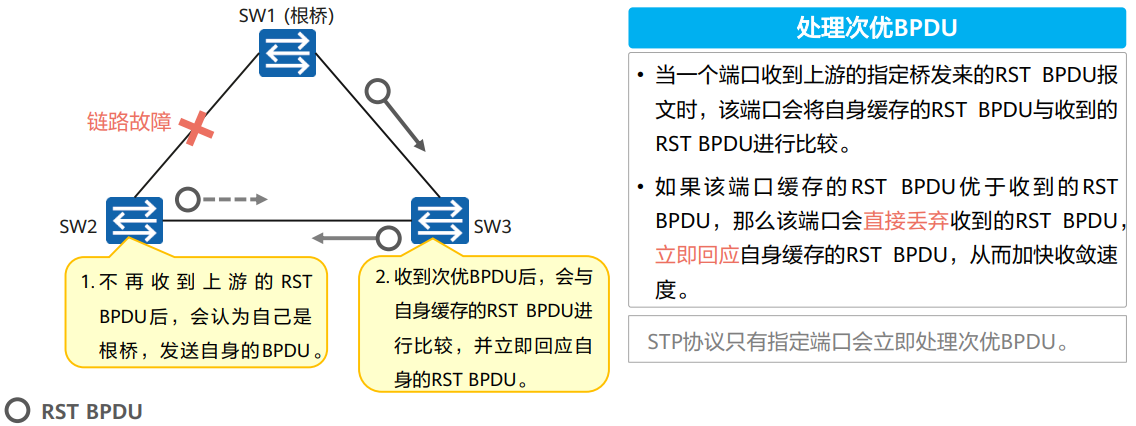 SW1 (根桥)
链路故障
SW2
SW3
1. 不再收到上游的RST
BPDU后，会认为自己是
根桥，发送自身的BPDU。
2. 收到次优BPDU后，会与
自身缓存的RST BPDU进
行比较，并立即回应自
身的RST BPDU。
RST BPDU
处理次优BPDU
• 当一个端口收到上游的指定桥发来的RST BPDU报
文时，该端口会将自身缓存的RST BPDU与收到的
RST BPDU进行比较。
• 如果该端口缓存的RST BPDU优于收到的RST
BPDU，那么该端口会直接丢弃收到的RST BPDU，
立即回应自身缓存的RST BPDU，从而加快收敛速
度。
STP协议只有指定端口会立即处理次优BPDU。